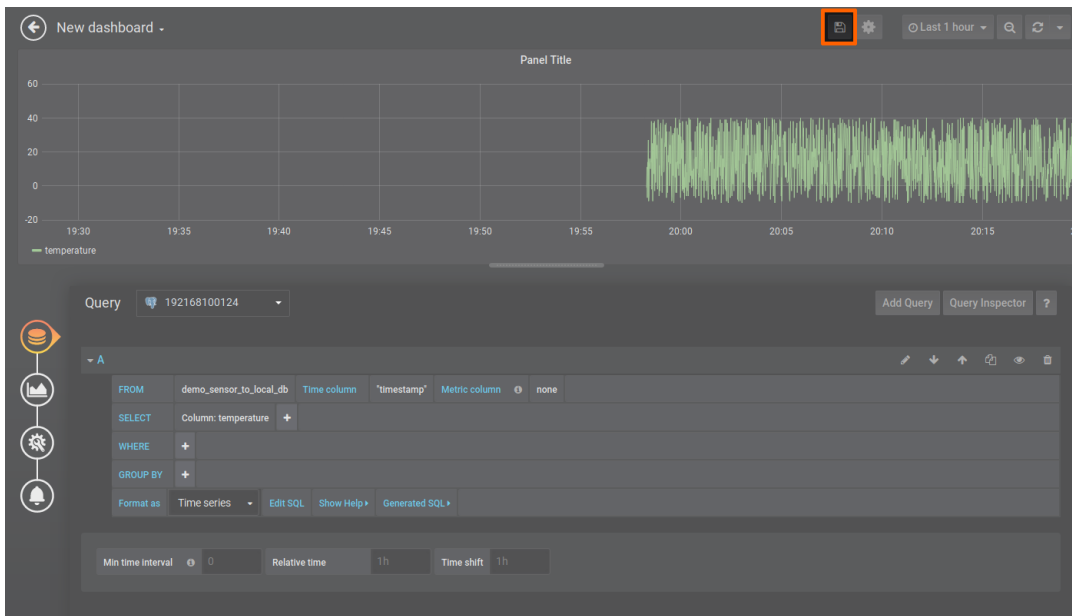 New dashboard
Last 1 hour
Panel Title
60
40
20
0
-20
19:30 19:35 19:40 19:45 19:50 19:55 20:00 20:05 20:10 20:15
temperature
Query 192168100124 Add Query Query Inspector ?
A
FROM demo_sensor_to_local_db Time column "timestamp" Metric column none
SELECT Column: temperature +
WHERE +
GROUP BY +
Format as Time series Edit SQL Show Help Generated SQL
Min time interval 0 Relative time 1h Time shift 1h